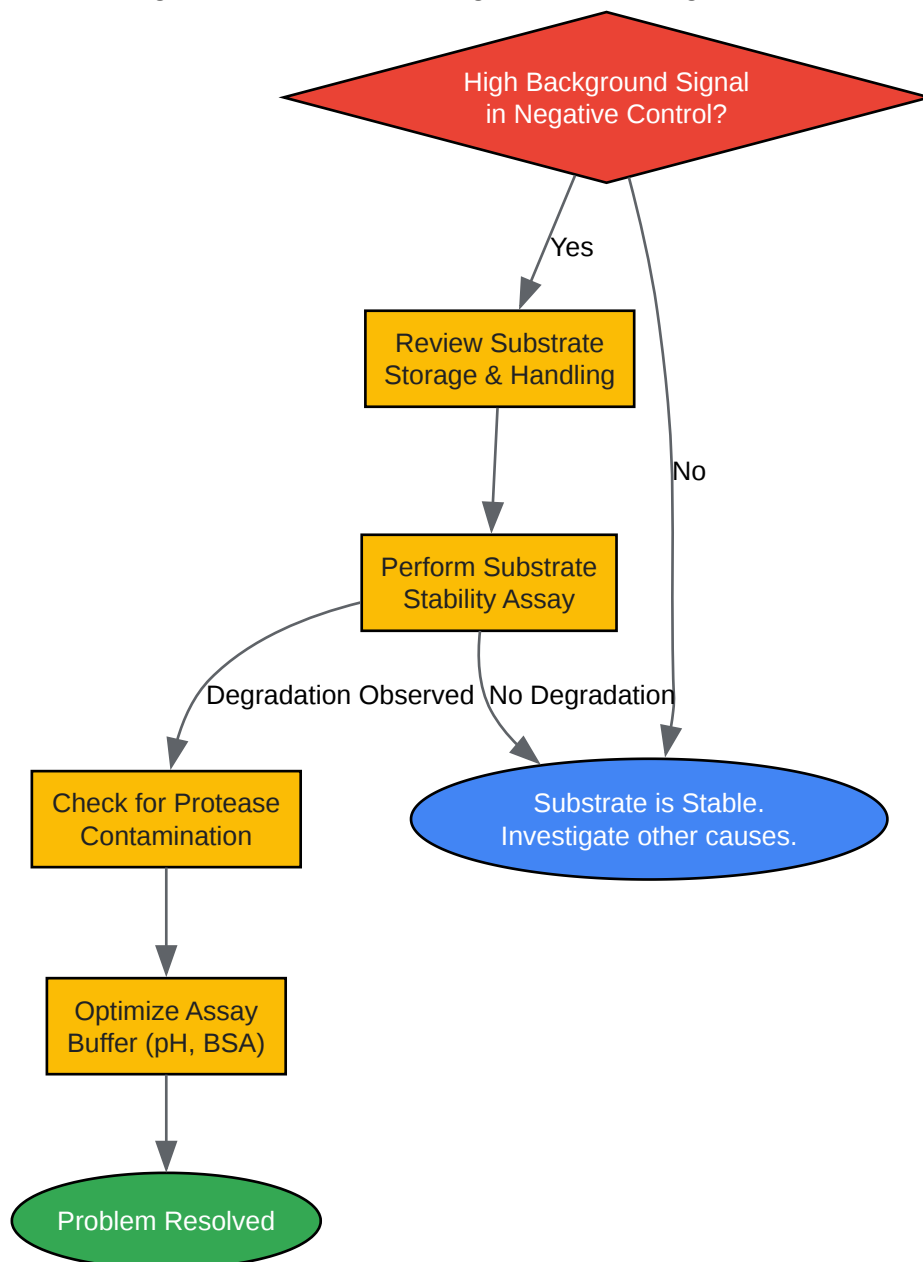 High Background Signal
in Negative Control?
Yes
Review Substrate
Storage & Handling
No
Perform Substrate
Stability Assay
Degradation Observed
No Degradation
Check for Protease
Contamination
Substrate is Stable.
Investigate other causes.
Optimize Assay
Buffer (pH, BSA)
Problem Resolved